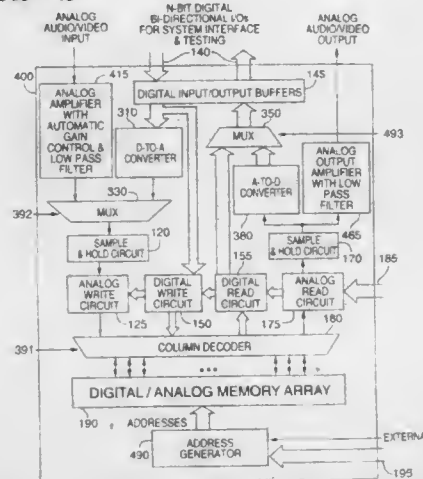 ANALOG
AUDIO/VIDEO
INPUT
N-BIT DIGITAL
BI-DIRECTIONAL I/Os
FOR SYSTEM INTERFACE
& TESTING
ANALOG
AUDIO/VIDEO
OUTPUT
400
415
140
145
DIGITAL INPUT/OUTPUT BUFFERS
ANALOG
AMPLIFIER
WITH
AUTOMATIC
GAIN
CONTROL &
LOW PASS
FILTER
310
D-TO-A
CONVERTER
350
MUX
493
A-TO-D
CONVERTER
ANALOG
OUTPUT
AMPLIFIER
WITH LOW
PASS
FILTER
330
MUX
392
380
465
SAMPLE
& HOLD CIRCUIT
120
155
SAMPLE
& HOLD CIRCUIT
170
185
ANALOG
WRITE
CIRCUIT
DIGITAL
WRITE
CIRCUIT
DIGITAL
READ
CIRCUIT
ANALOG
READ
CIRCUIT
125
150
175
180
391
COLUMN DECODER
DIGITAL / ANALOG MEMORY ARRAY
190
ADDRESSES
490
ADDRESS
GENERATOR
195